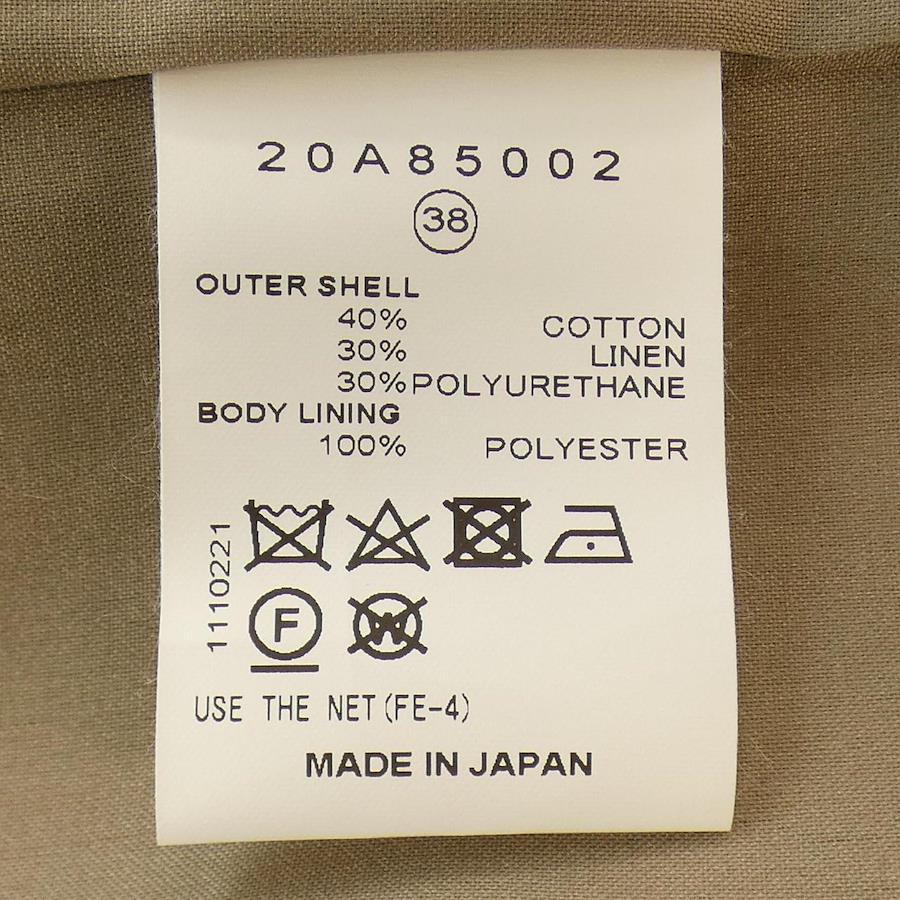 20A85002
38
OUTER SHELL
40% COTTON
30% LINEN
30% POLYURETHANE
BODY LINING
100% POLYESTER
110221
F W
USE THE NET(FE-4)
MADE IN JAPAN